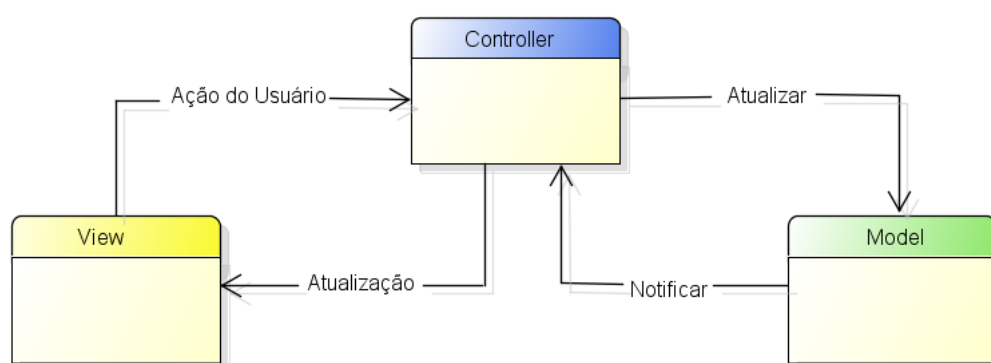 Controller
Ação do Usuário
Atualizar
View
Model
Atualização
Notificar